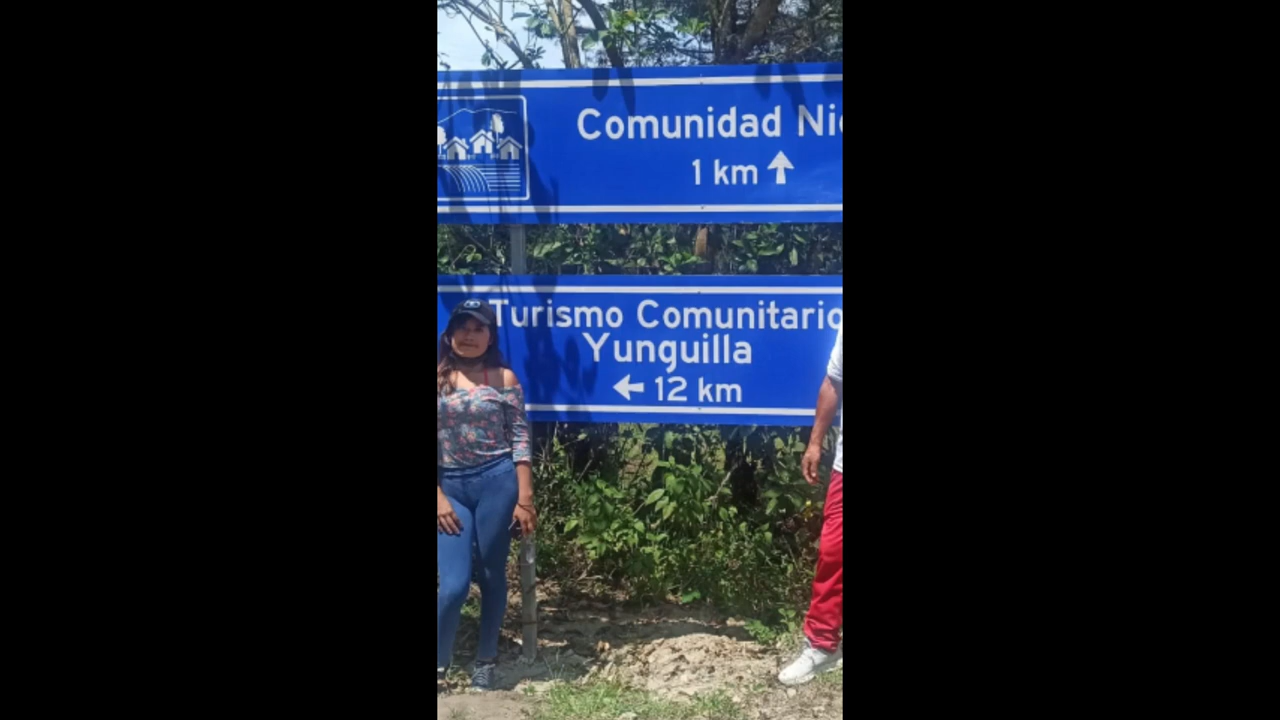 Comunidad
1 km
Turismo Comunitario
Yunguilla
12 km